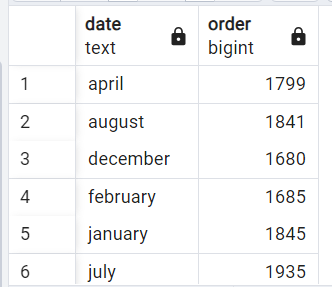 date order
text bigint
1 april 1799
2 august 1841
3 december 1680
4 february 1685
5 january 1845
6 july 1935